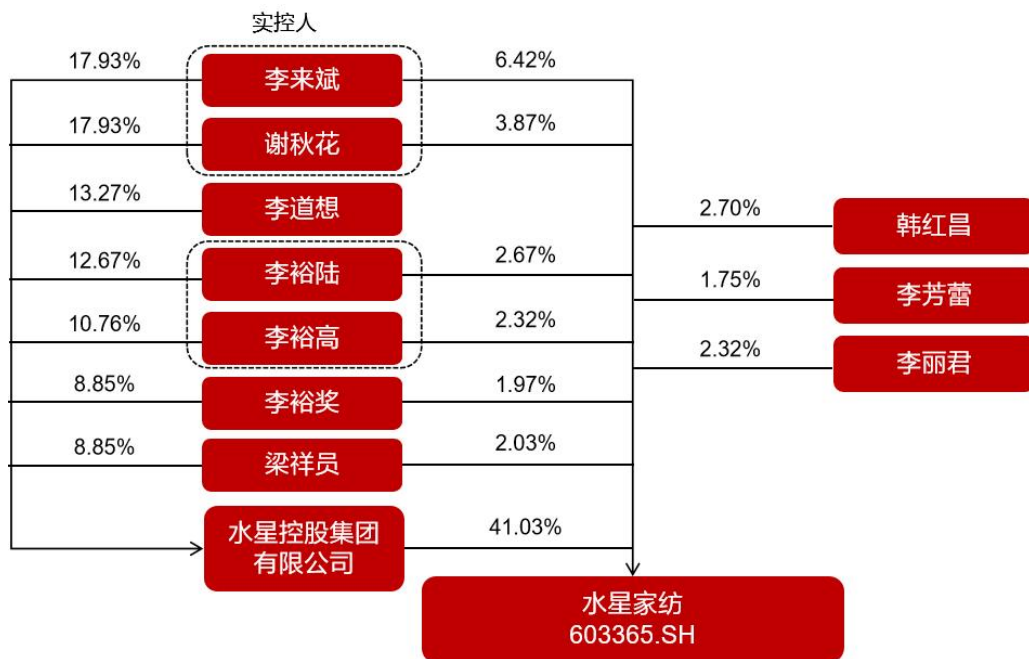 实控人
17.93%
李来斌
6.42%
17.93%
谢秋花
3.87%
13.27%
李道想
2.70%
韩红昌
12.67%
李裕陆
2.67%
1.75%
李芳蕾
10.76%
李裕高
2.32%
2.32%
李丽君
8.85%
李裕奖
1.97%
8.85%
梁祥员
2.03%
水星控股集团
有限公司
41.03%
水星家纺
603365.SH